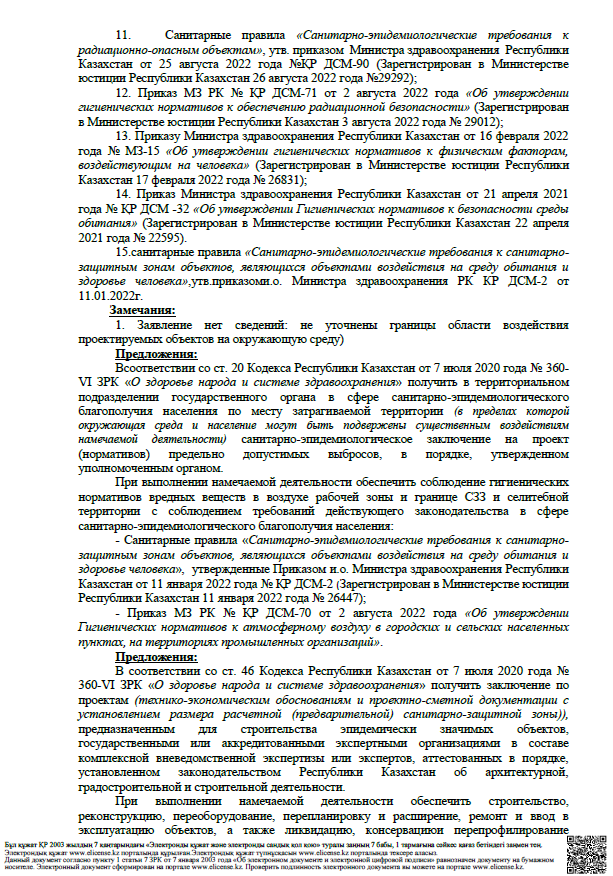 11. Санитарные правила «Санитарно-эпидемиологические требования к
радиационно-опасным объектам», утв. приказом Министра здравоохранения Республики
Казахстан от 25 августа 2022 года №ҚР ДСМ-90 (Зарегистрирован в Министерстве
юстиции Республики Казахстан 26 августа 2022 года №29292);
12. Приказ МЗ РК № ҚР ДСМ-71 от 2 августа 2022 года «Об утверждении
гигиенических нормативов к обеспечению радиационной безопасности» (Зарегистрирован
в Министерстве юстиции Республики Казахстан 3 августа 2022 года № 29012);
13. Приказу Министра здравоохранения Республики Казахстан от 16 февраля 2022
года № МЗ-15 «Об утверждении гигиенических нормативов к физическим факторам,
воздействующим на человека» (Зарегистрирован в Министерстве юстиции Республики
Казахстан 17 февраля 2022 года № 26831);
14. Приказ Министра здравоохранения Республики Казахстан от 21 апреля 2021
года № ҚР ДСМ -32 «Об утверждении Гигиенических нормативов к безопасности среды
обитания» (Зарегистрирован в Министерстве юстиции Республики Казахстан 22 апреля
2021 года № 22595).
15.санитарные правила «Санитарно-эпидемиологические требования к санитарно-
защитным зонам объектов, являющихся объектами воздействия на среду обитания и
здоровье человека»,утв.приказоми.о. Министра здравоохранения РК КР ДСМ-2 от
11.01.2022г.
Замечания:
1. Заявление нет сведений: не уточнены границы области воздействия
проектируемых объектов на окружающую среду)
Предложения:
Всоответствии со ст. 20 Кодекса Республики Казахстан от 7 июля 2020 года № 360-
VI ЗРК «О здоровье народа и системе здравоохранения» получить в территориальном
подразделении государственного органа в сфере санитарно-эпидемиологического
благополучия населения по месту затрагиваемой территории (в пределах которой
окружающая среда и население могут быть подвержены существенным воздействиям
намечаемой деятельности) санитарно-эпидемиологическое заключение на проект
(нормативов) предельно допустимых выбросов, в порядке, утвержденном
уполномоченным органом.
При выполнении намечаемой деятельности обеспечить соблюдение гигиенических
нормативов вредных веществ в воздухе рабочей зоны и границе СЗЗ и селитебной
территории с соблюдением требований действующего законодательства в сфере
санитарно-эпидемиологического благополучия населения:
- Санитарные правила «Санитарно-эпидемиологические требования к санитарно-
защитным зонам объектов, являющихся объектами воздействия на среду обитания и
здоровье человека», утвержденные Приказом и.о. Министра здравоохранения Республики
Казахстан от 11 января 2022 года № ҚР ДСМ-2 (Зарегистрирован в Министерстве юстиции
Республики Казахстан 11 января 2022 года № 26447);
- Приказ МЗ РК № ҚР ДСМ-70 от 2 августа 2022 года «Об утверждении
Гигиенических нормативов к атмосферному воздуху в городских и сельских населенных
пунктах, на территориях промышленных организаций».
Предложения:
В соответствии со ст. 46 Кодекса Республики Казахстан от 7 июля 2020 года №
360-VI ЗРК «О здоровье народа и системе здравоохранения» получить заключение по
проектам (технико-экономическим обоснованиям и проектно-сметной документации с
установлением размера расчетной (предварительной) санитарно-защитной зоны)),
предназначенным для строительства эпидемически значимых объектов,
государственными или аккредитованными экспертными организациями в составе
комплексной вневедомственной экспертизы или экспертов, аттестованных в порядке,
установленном законодательством Республики Казахстан об архитектурной,
градостроительной и строительной деятельности.
При выполнении намечаемой деятельности обеспечить строительство,
реконструкцию, переоборудование, перепланировку и расширение, ремонт и ввод в
эксплуатацию объектов, а также ликвидацию, консервациюи перепрофилирование
Бұл құжат ҚР 2003 жылдың 7 қаңтарындағы «Электронды құжат және электронды сандық қол қою» туралы заңның 7 бабы, 1 тармағына сәйкес қағаз бетіндегі заңмен тең.
Электрондық құжат www.elicense.kz порталында құрылған.Электрондық құжат түпнұсқасын www.elicense.kz порталында тексере аласыз.
Данный документ согласно пункту 1 статьи 7 ЗРК от 7 января 2003 года «Об электронном документе и электронной цифровой подписи» равнозначен документу на бумажном
носителе. Электронный документ сформирован на портале www.elicense.kz. Проверить подлинность электронного документа вы можете на портале www.elicense.kz.